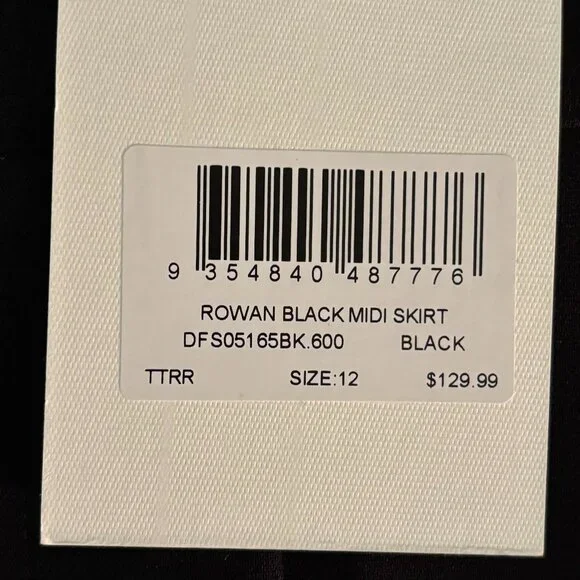 9 354840 487776
ROWAN BLACK MIDI SKIRT
DFS05165BK.600 BLACK
TTRR SIZE:12 $129.99